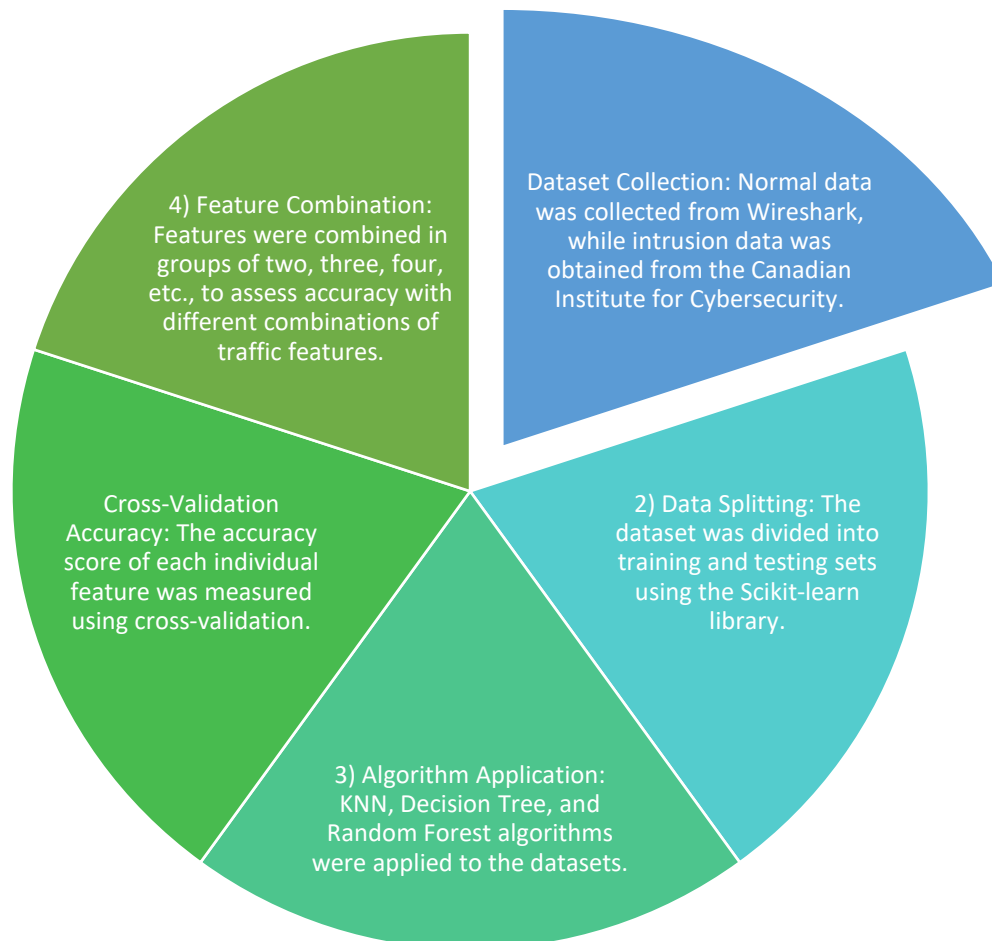 Dataset Collection: Normal data
was collected from Wireshark,
while intrusion data was
obtained from the Canadian
Institute for Cybersecurity.
2) Data Splitting: The
dataset was divided into
training and testing sets
using the Scikit-learn
library.
3) Algorithm Application:
KNN, Decision Tree, and
Random Forest algorithms
were applied to the datasets.
Cross-Validation
Accuracy: The accuracy
score of each individual
feature was measured
using cross-validation.
4) Feature Combination:
Features were combined in
groups of two, three, four,
etc., to assess accuracy with
different combinations of
traffic features.